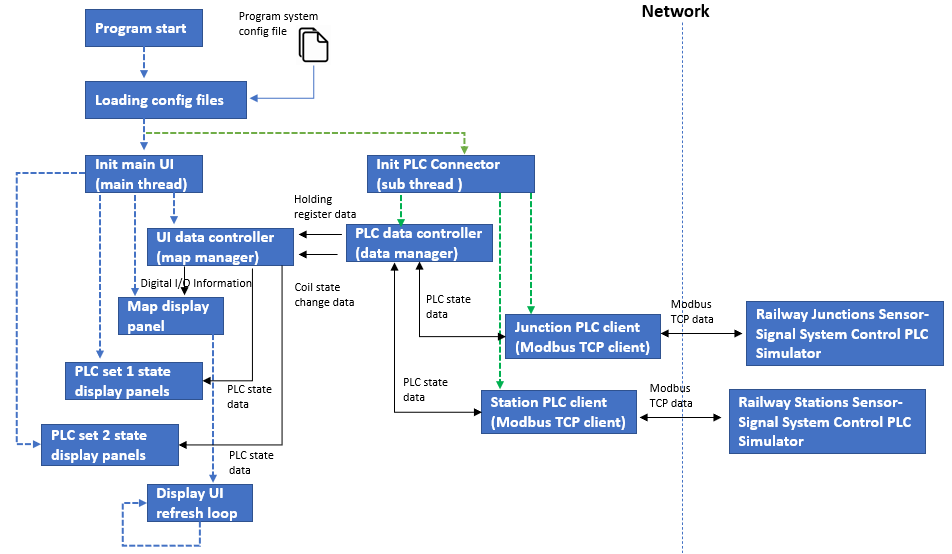 Network
Program system
config file
Program start
Loading config files
Init main UI
(main thread)
Init PLC Connector
(sub thread )
Holding
register data
UI data controller
(map manager)
PLC data controller
(data manager)
Digital I/O Information
Coil state
change data
Map display
panel
PLC state
data
Modbus
TCP data
Junction PLC client
(Modbus TCP client)
Railway Junctions Sensor-
Signal System Control PLC
Simulator
PLC set 1 state
display panels
PLC state
data
PLC state
data
Modbus
TCP data
Station PLC client
(Modbus TCP client)
Railway Stations Sensor-
Signal System Control PLC
Simulator
PLC set 2 state
display panels
PLC state
data
Display UI
refresh loop